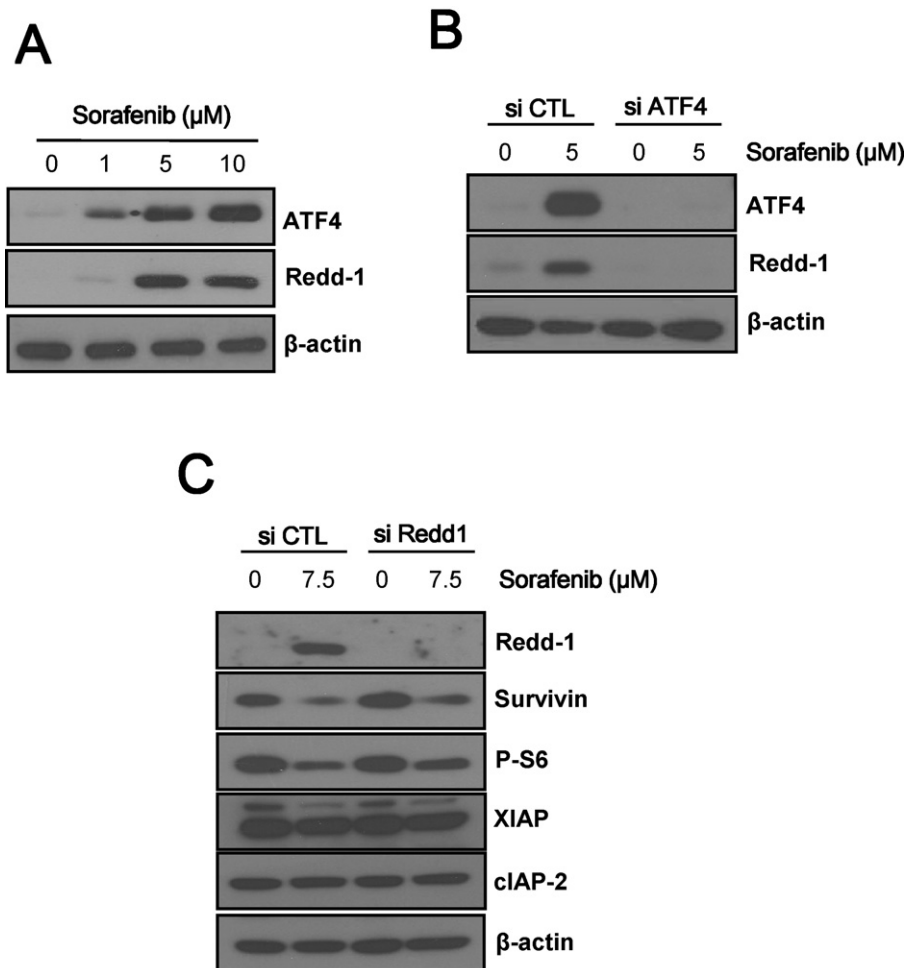 A
Sorafenib (µM)
0 1 5 10
ATF4
Redd-1
β-actin
B
si CTL si ATF4
0 5 0 5 Sorafenib (µM)
ATF4
Redd-1
β-actin
C
si CTL si Redd1
0 7.5 0 7.5 Sorafenib (µM)
Redd-1
Survivin
P-S6
XIAP
cIAP-2
β-actin